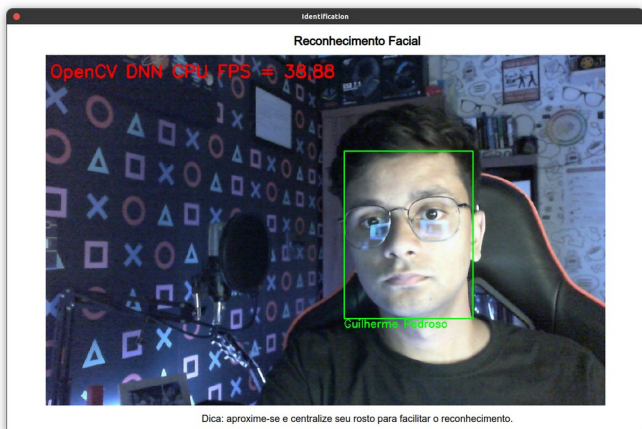 Identification
Reconhecimento Facial
OpenCV DNN CPU FPS = 38.88
Guilherme Pedroso
Dica: aproxime-se e centralize seu rosto para facilitar o reconhecimento.